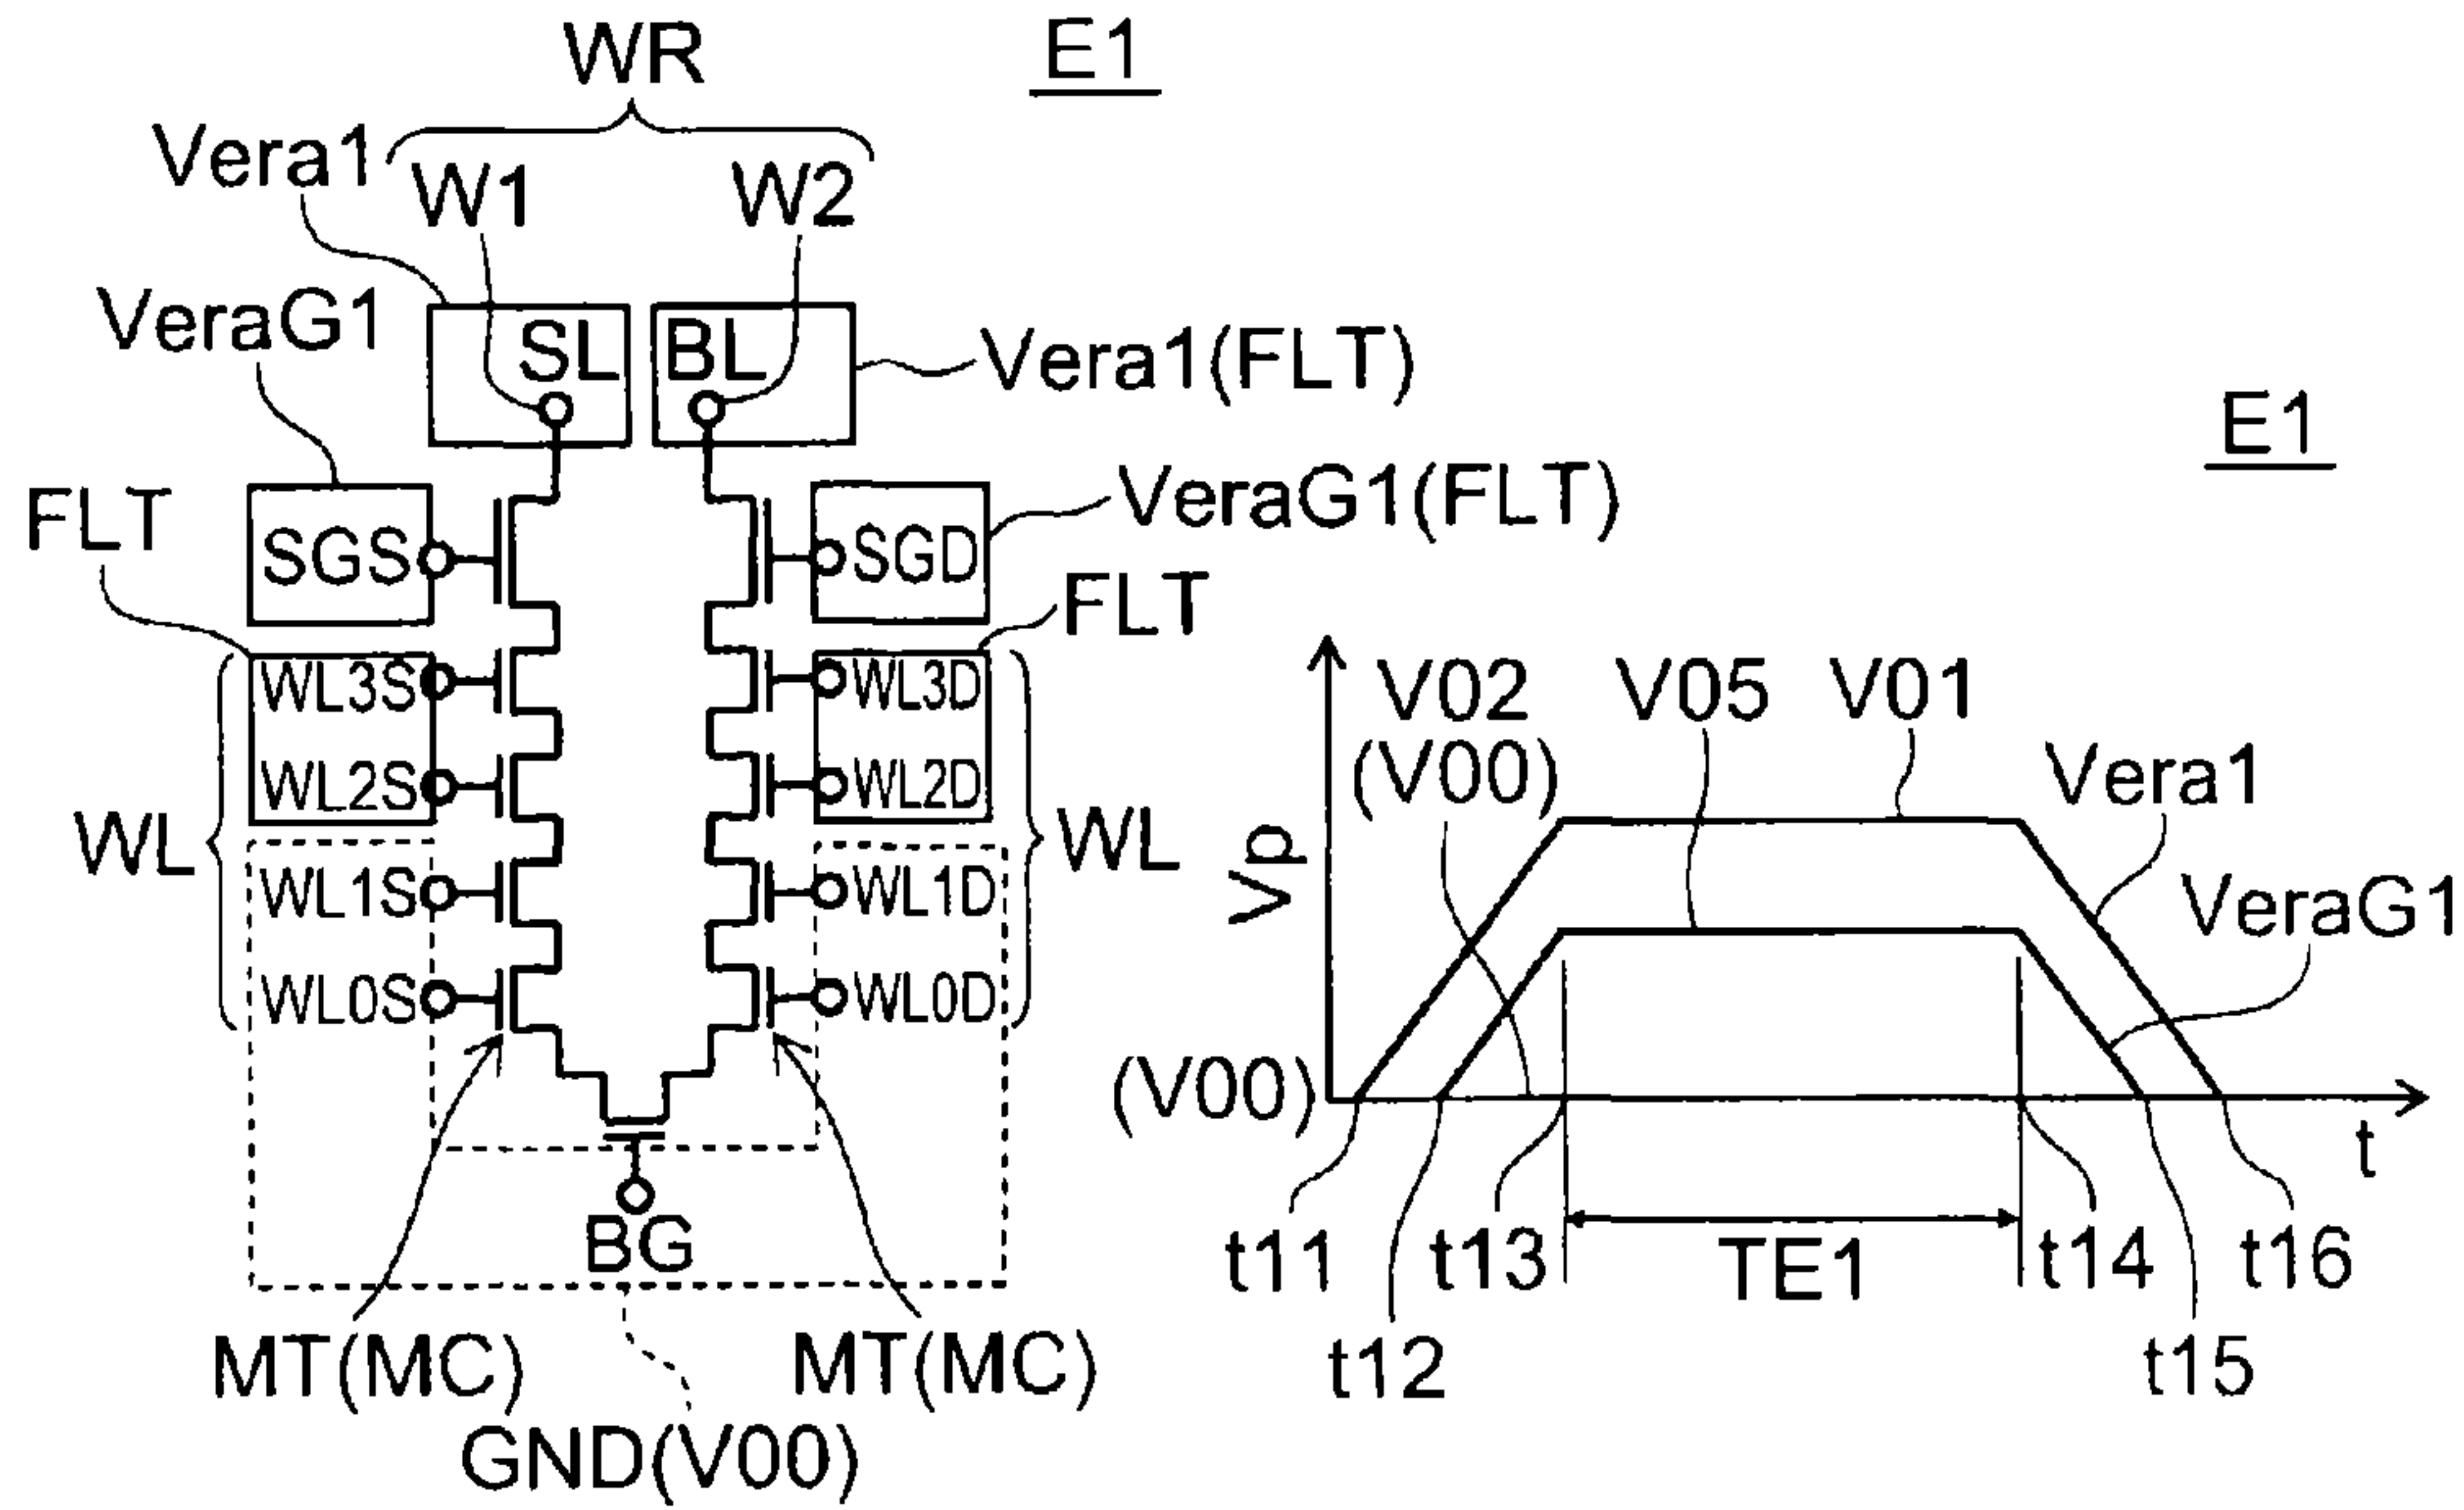 WR
E1
Vera1
W1
W2
VeraG1
SL
BL
Vera1(FLT)
FLT
SGS
SGD
VeraG1(FLT)
FLT
WL3S
WL3D
WL2S
WL2D
WL
WL
WL1S
WL1D
WL0S
WL0D
BG
MT(MC)
MT(MC)
GND(V00)
E1
V02
(V00)
V05
V01
Vera1
VeraG1
Vp
(V00)
t
t11
t13
TE1
t14
t16
t12
t15